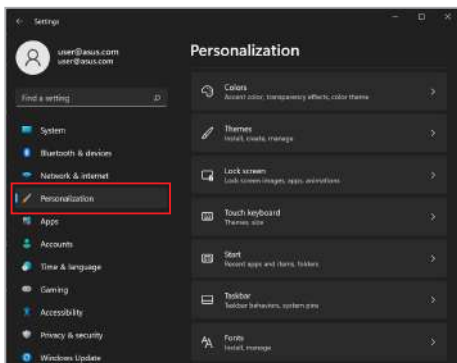 Settings
user@asus.com
user@asus.com
Find a setting
System
Bluetooth & devices
Network & internet
Personalization
Apps
Accounts
Time & language
Gaming
Accessibility
Privacy & security
Windows Update
Personalization
Colors
Accent color, transparency effects, color theme
Themes
Install, create, manage
Lock screen
Lock screen images, apps, animations
Touch keyboard
Themes, size
Start
Recent apps and items, folders
Taskbar
Taskbar behaviors, system pins
Fonts
Install, manage